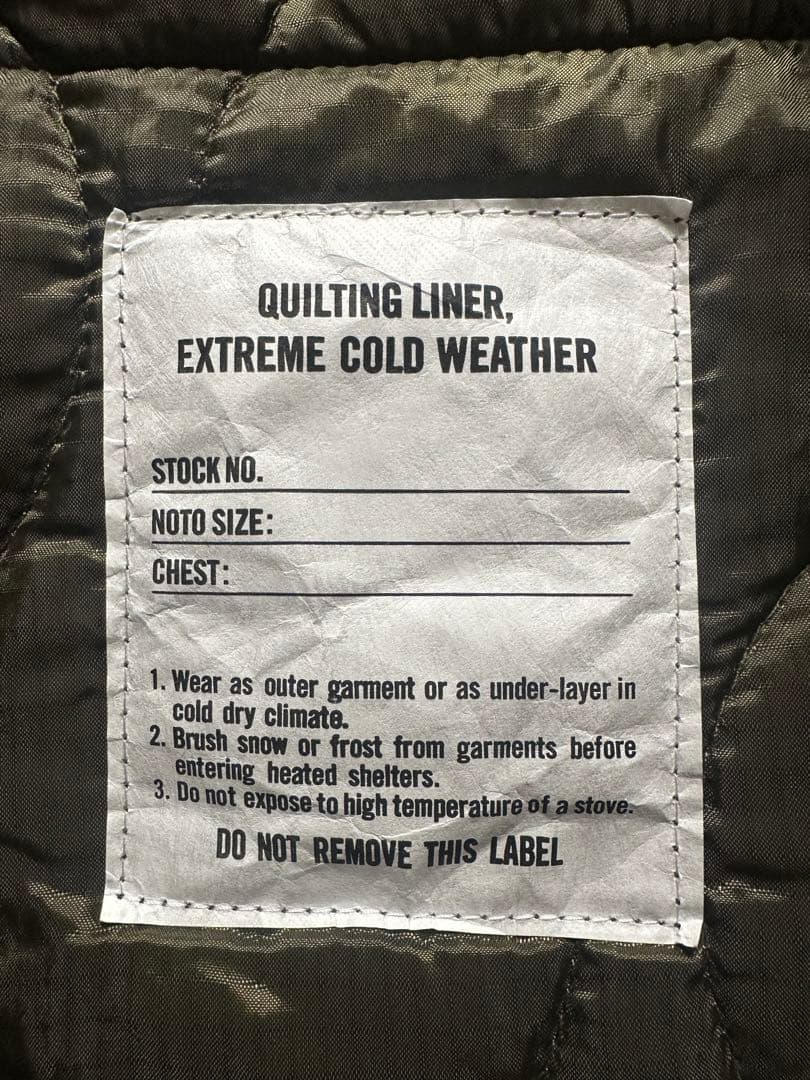 QUILTING LINER,
EXTREME COLD WEATHER
STOCK NO.
NOTO SIZE:
CHEST:
1. Wear as outer garment or as under-layer in
cold dry climate.
2. Brush snow or frost from garments before
entering heated shelters.
3. Do not expose to high temperature of a stove.
DO NOT REMOVE THIS LABEL